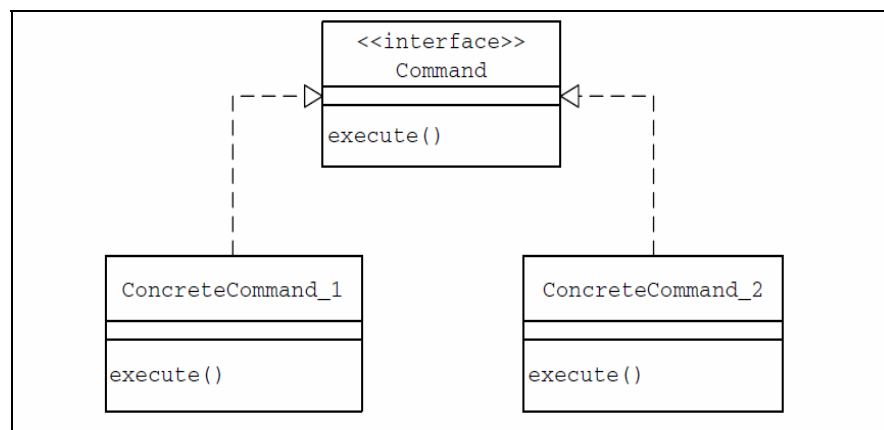 <<interface>>
Command
execute()
ConcreteCommand_1
execute()
ConcreteCommand_2
execute()